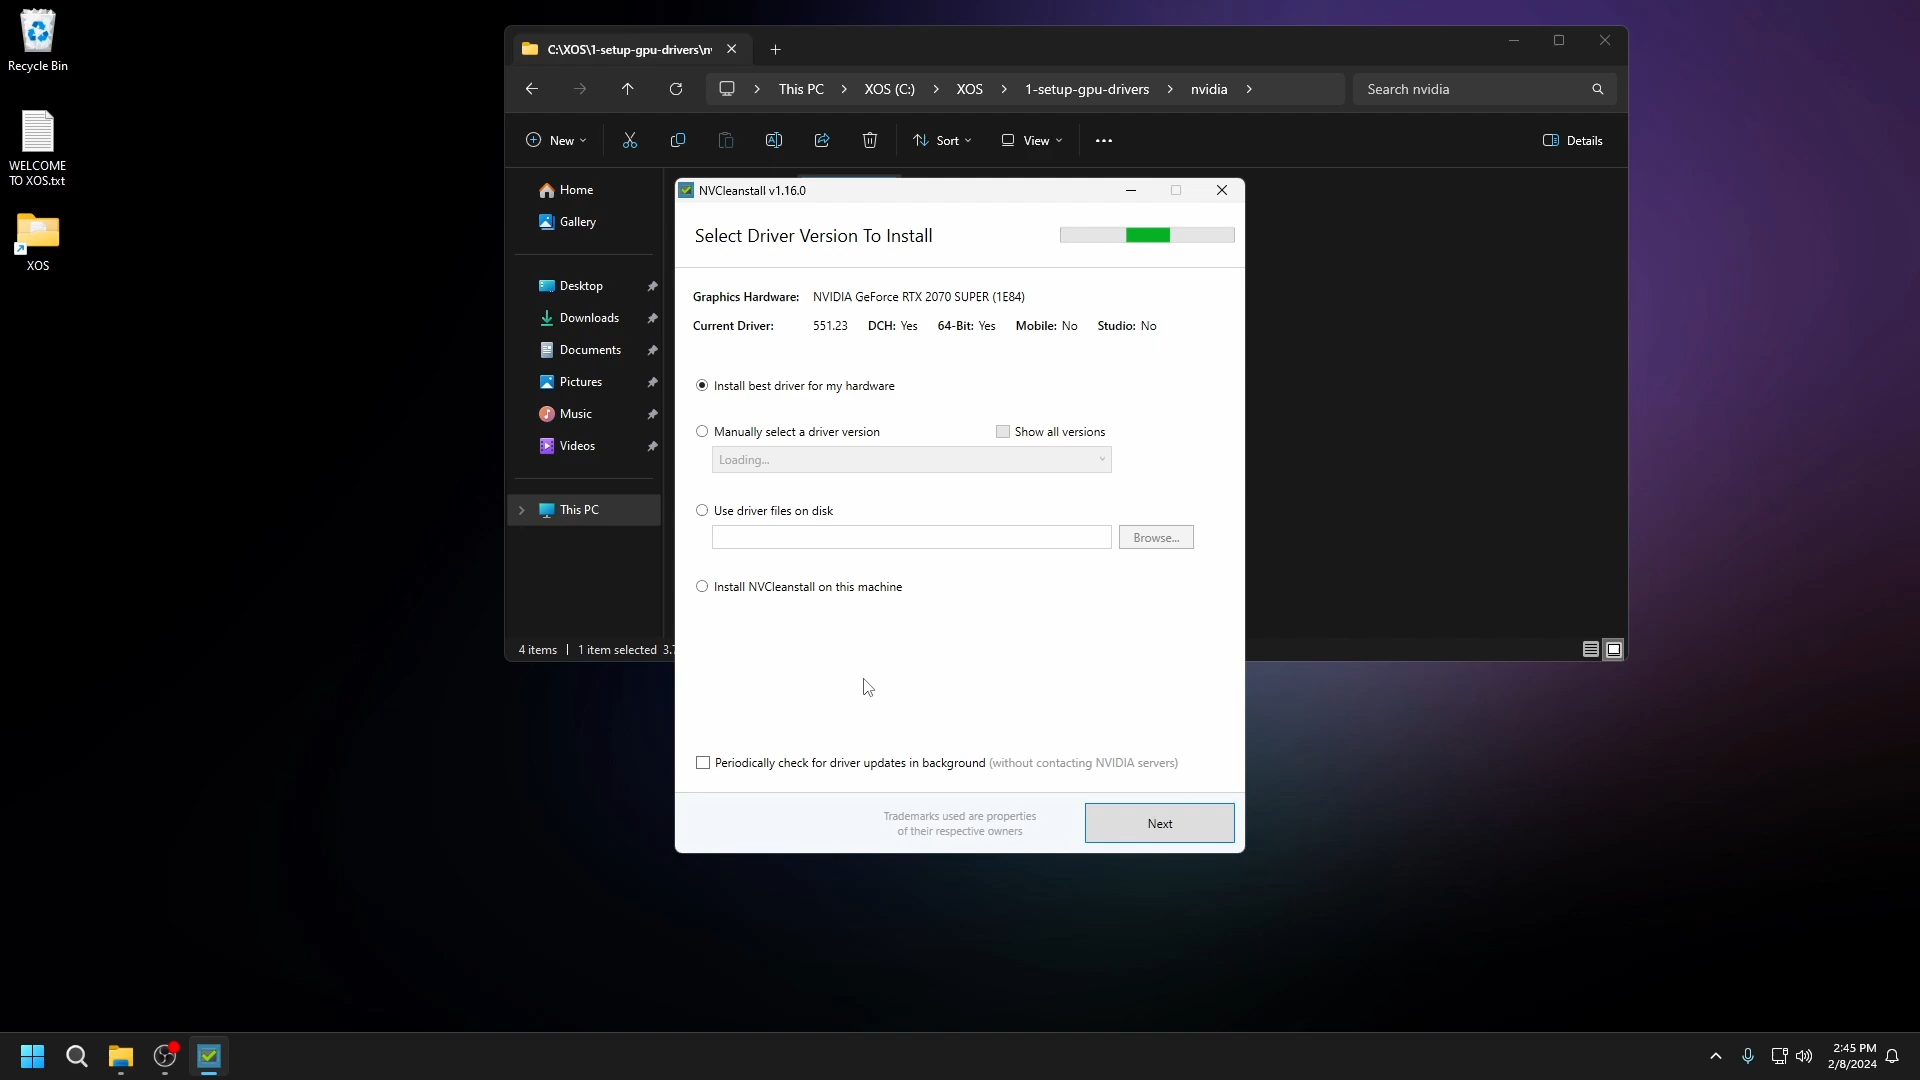 Recycle Bin
WELCOME
TO XOS.txt
XOS
C:\XOS\1-setup-gpu-drivers\n
This PC > XOS (C:) > XOS > 1-setup-gpu-drivers > nvidia >
Search nvidia
New
Sort
View
Details
Home
Gallery
Desktop
Downloads
Documents
Pictures
Music
Videos
This PC
4 items | 1 item selected 3.7
NVCleanstall v1.16.0
Select Driver Version To Install
Graphics Hardware: NVIDIA GeForce RTX 2070 SUPER (1E84)
Current Driver: 551.23 DCH: Yes 64-Bit: Yes Mobile: No Studio: No
Install best driver for my hardware
Manually select a driver version
Show all versions
Loading...
Use driver files on disk
Browse...
Install NVCleanstall on this machine
Periodically check for driver updates in background (without contacting NVIDIA servers)
Trademarks used are properties
of their respective owners
Next
2:45 PM
2/8/2024